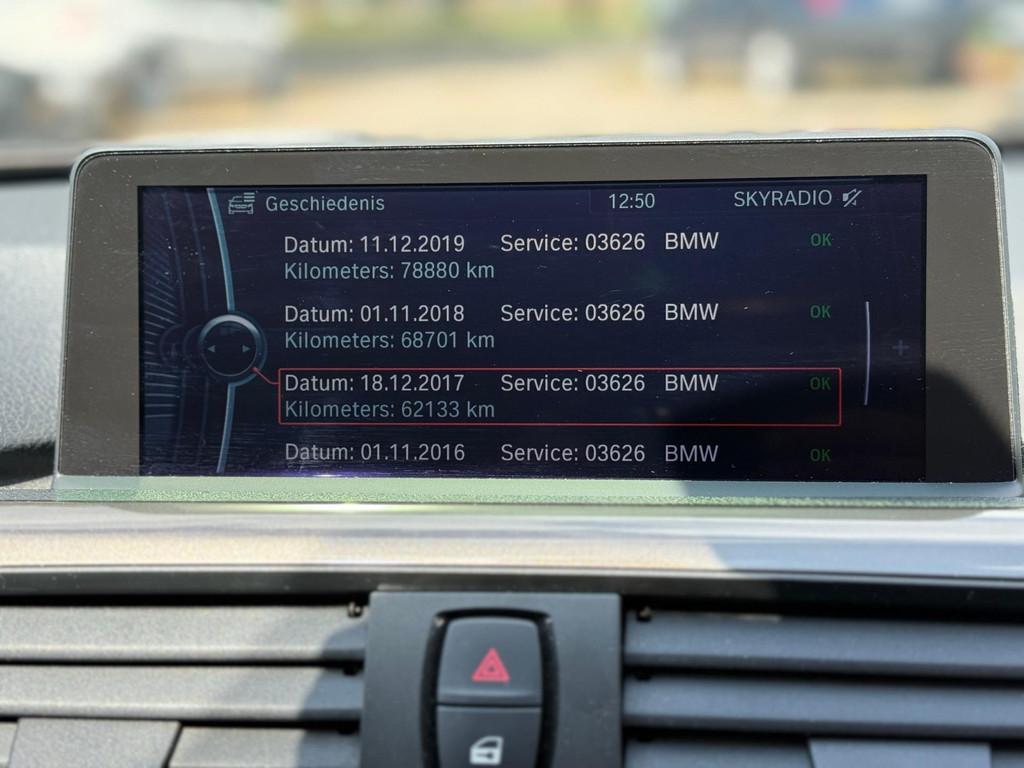 Geschiedenis 12:50 SKYRADIO
Datum: 11.12.2019 Service: 03626 BMW OK
Kilometers: 78880 km
Datum: 01.11.2018 Service: 03626 BMW OK
Kilometers: 68701 km
Datum: 18.12.2017 Service: 03626 BMW OK
Kilometers: 62133 km
Datum: 01.11.2016 Service: 03626 BMW OK